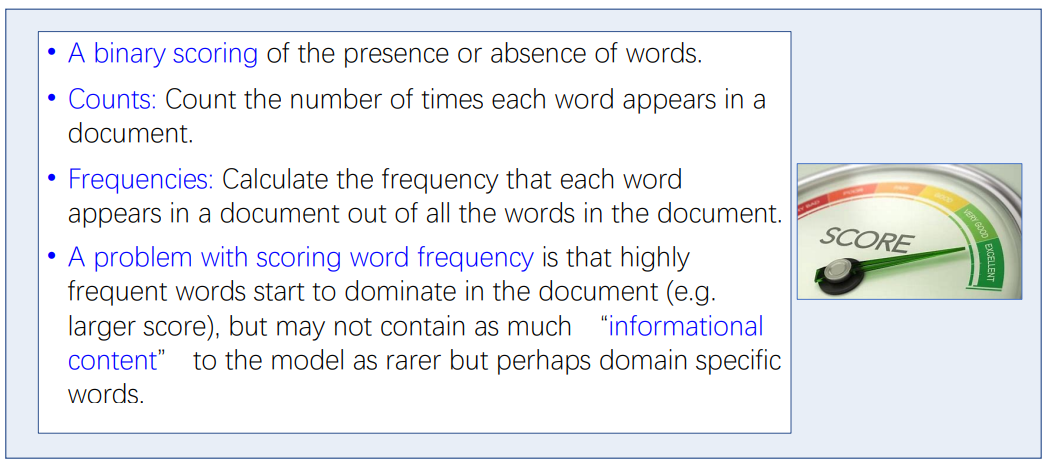 • A binary scoring of the presence or absence of words.
• Counts: Count the number of times each word appears in a
document.
• Frequencies: Calculate the frequency that each word
appears in a document out of all the words in the document.
• A problem with scoring word frequency is that highly
frequent words start to dominate in the document (e.g.
larger score), but may not contain as much “informational
content” to the model as rarer but perhaps domain specific
words.
POOR
FAIR
GOOD
VERY GOOD
EXCELLENT
SCORE